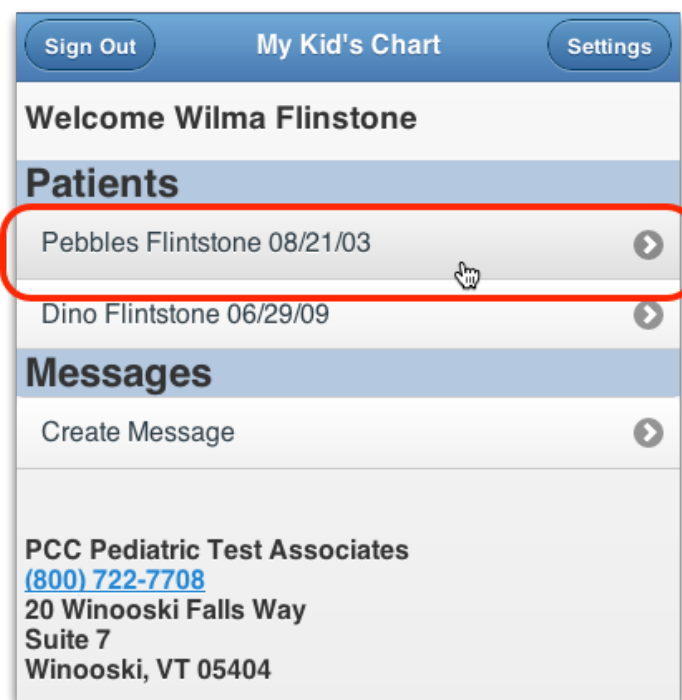 Sign Out My Kid's Chart Settings
Welcome Wilma Flinstone
Patients
Pebbles Flintstone 08/21/03
Dino Flintstone 06/29/09
Messages
Create Message
PCC Pediatric Test Associates
(800) 722-7708
20 Winooski Falls Way
Suite 7
Winooski, VT 05404